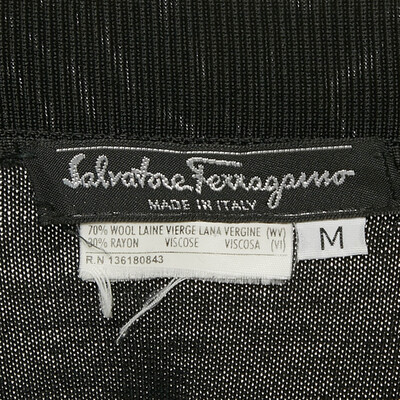 Salvatore Ferragamo
MADE IN ITALY
70% WOOL LAINE VIERGE LANA VERGINE (WV)
30% RAYON VISCOSE VISCOSA (VI)
R.N 136180843
M